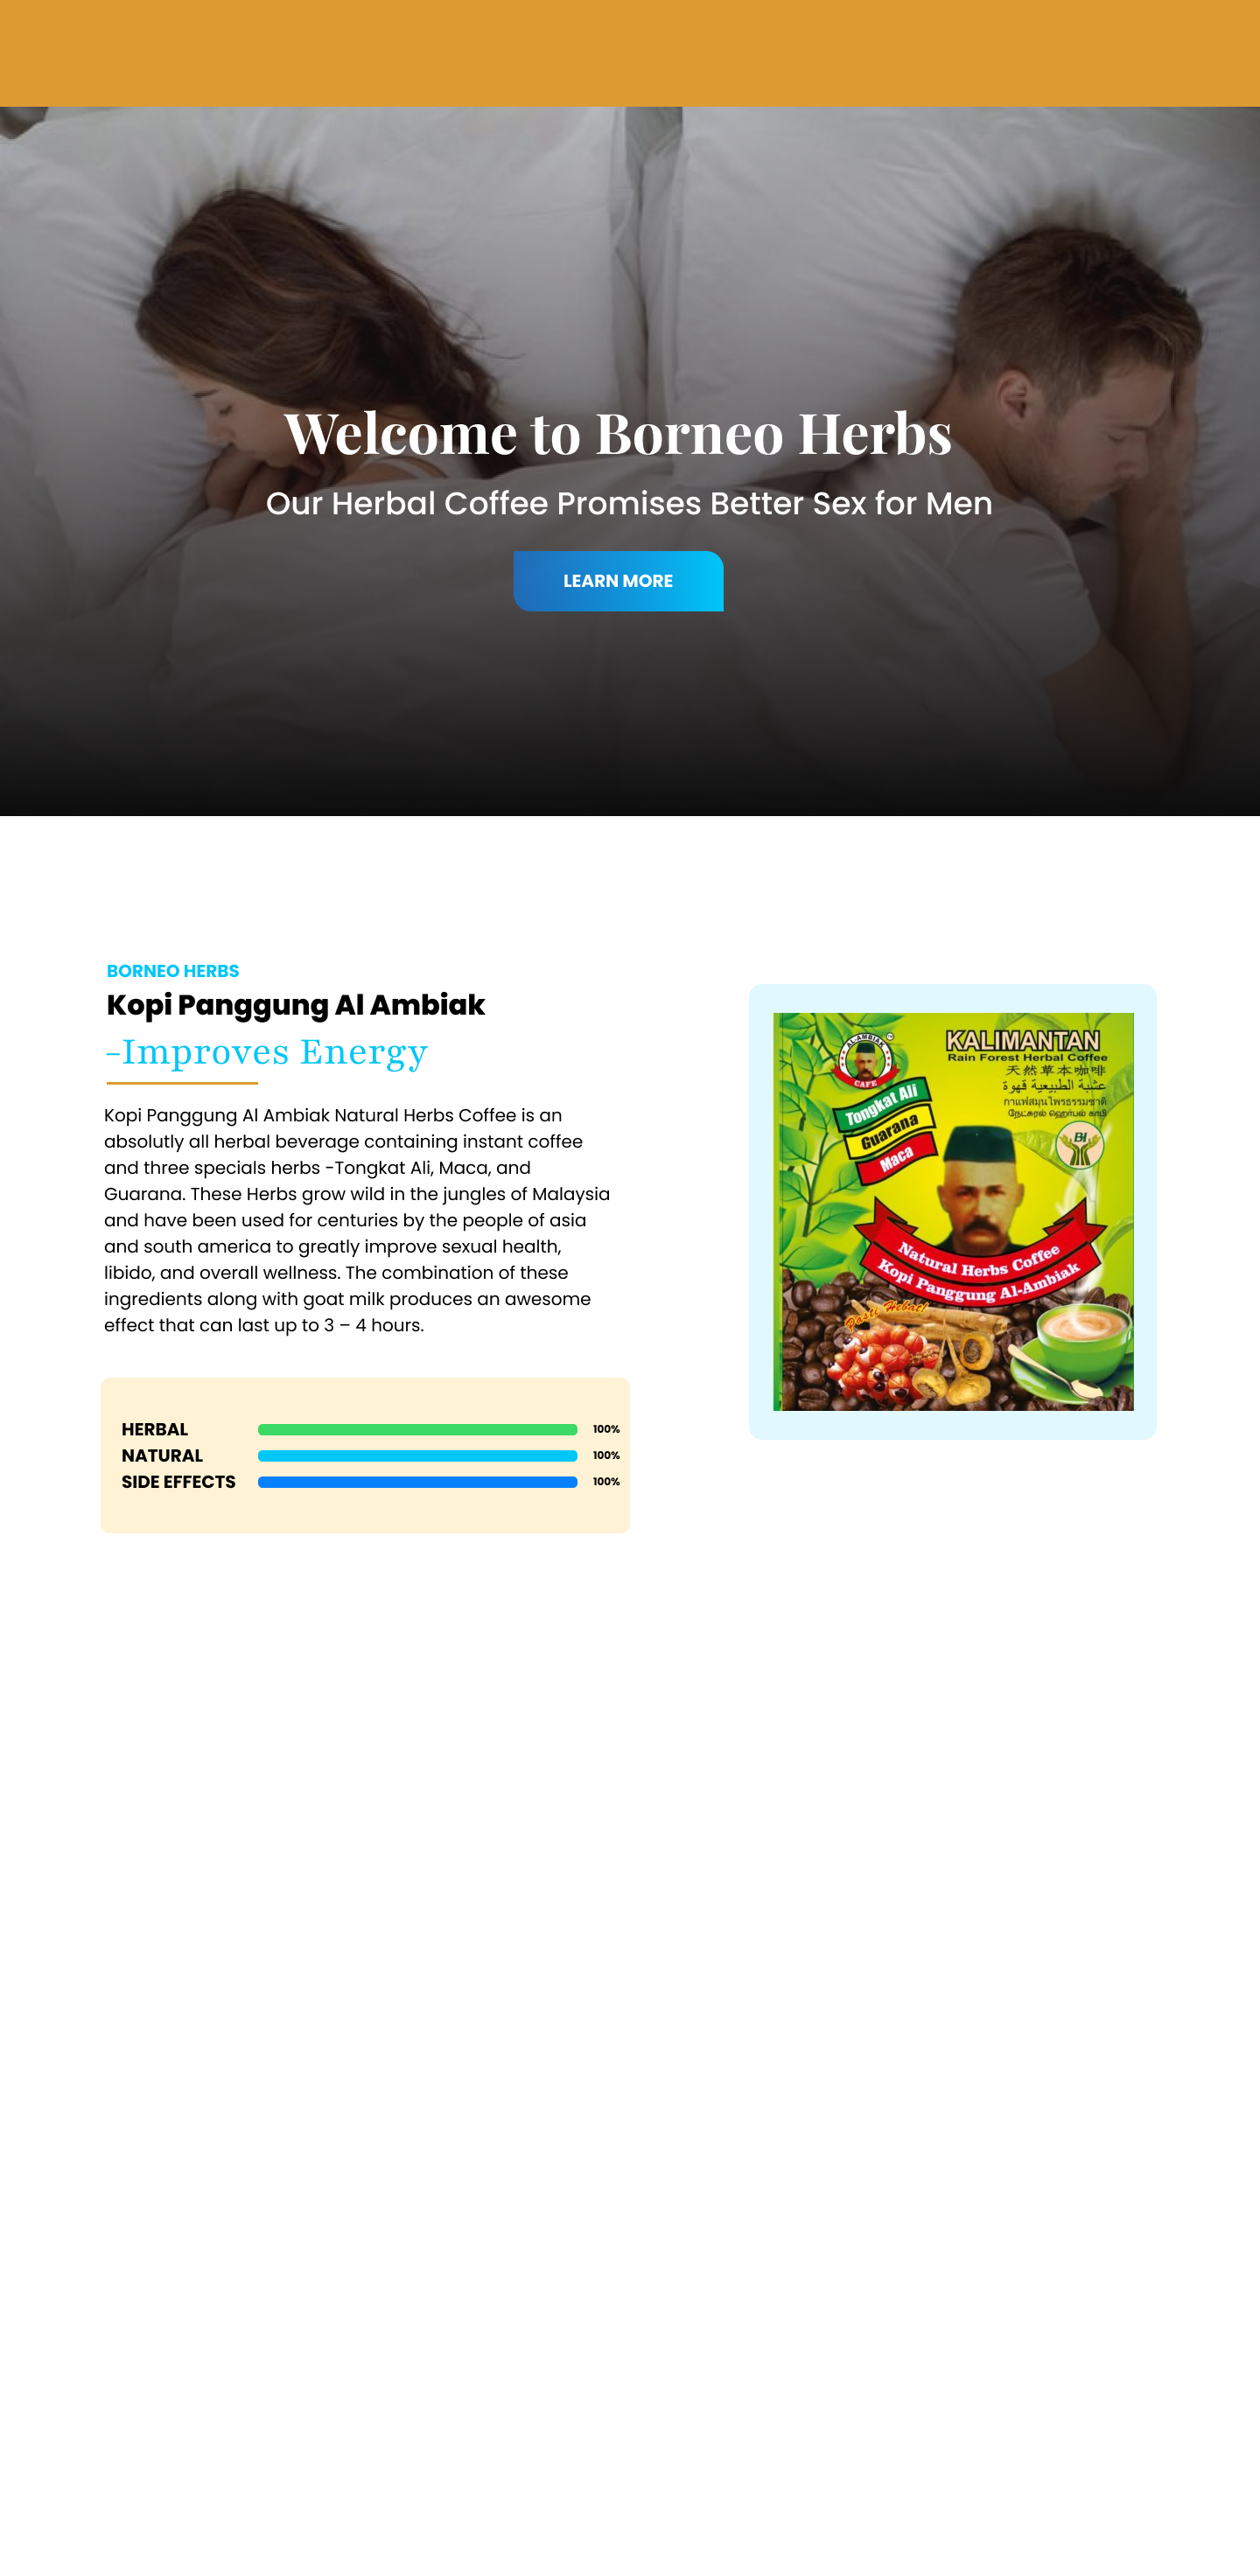 Welcome to Borneo Herbs
Our Herbal Coffee Promises Better Sex for Men
LEARN MORE
BORNEO HERBS
Kopi Panggung Al Ambiak
-Improves Energy
Kopi Panggung Al Ambiak Natural Herbs Coffee is an
absolutly all herbal beverage containing instant coffee
and three specials herbs -Tongkat Ali, Maca, and
Guarana. These Herbs grow wild in the jungles of Malaysia
and have been used for centuries by the people of asia
and south america to greatly improve sexual health,
libido, and overall wellness. The combination of these
ingredients along with goat milk produces an awesome
effect that can last up to 3 – 4 hours.
HERBAL 100%
NATURAL 100%
SIDE EFFECTS 100%
AL-AMBIAK
CAFE
KALIMANTAN
Rain Forest Herbal Coffee
天然草本咖啡
عشبة الطبيعية قهوة
กาแฟสมุนไพรธรรมชาติ
நேட்சுரல் ஹெர்பல் காபி
Tongkat Ali
Guarana
Maca
BH
Natural Herbs Coffee
Kopi Panggung Al-Ambiak
Pasti Hebat!